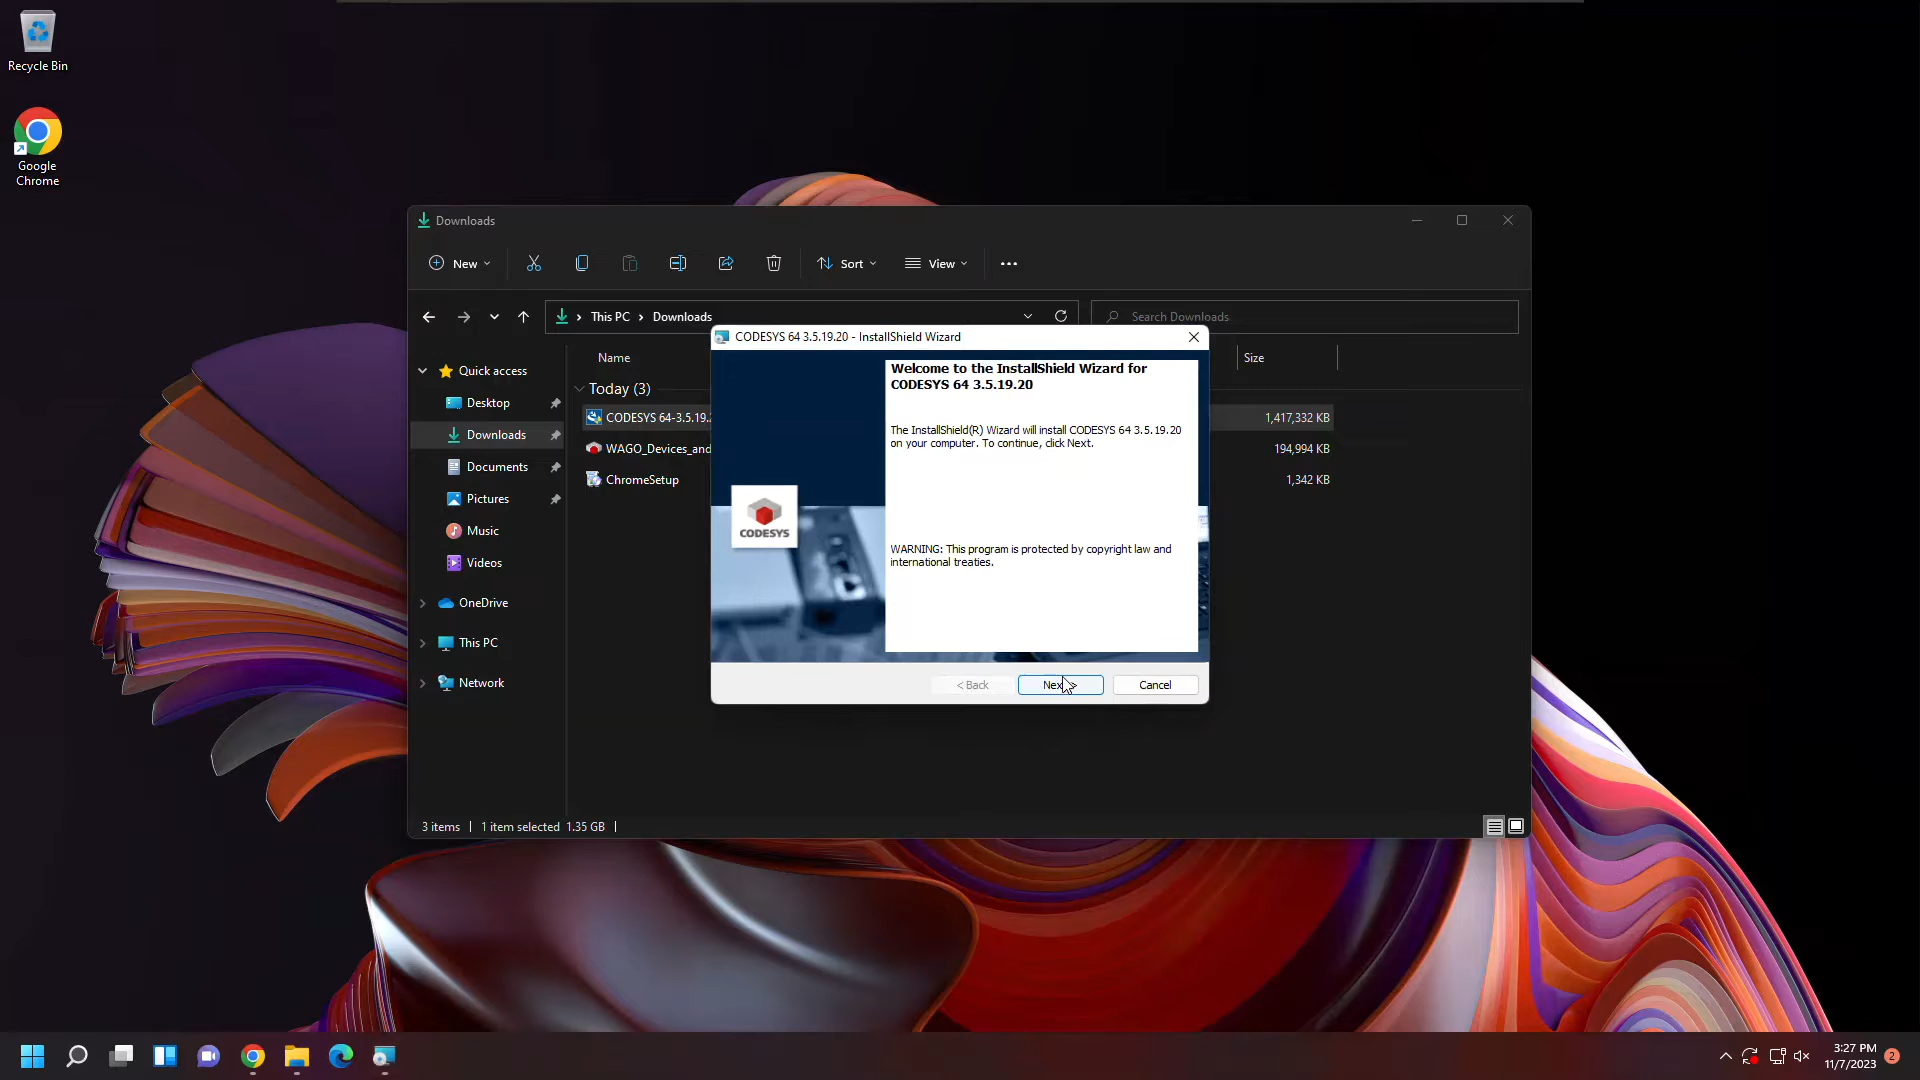 Recycle Bin
Google
Chrome
Downloads
New
Sort
View
This PC
Downloads
Search Downloads
CODESYS 64 3.5.19.20 - InstallShield Wizard
Name
Size
Quick access
Today (3)
Desktop
Downloads
Documents
Pictures
Music
Videos
OneDrive
This PC
Network
CODESYS 64-3.5.19.
1,417,332 KB
WAGO_Devices_and
194,994 KB
ChromeSetup
1,342 KB
Welcome to the InstallShield Wizard for
CODESYS 64 3.5.19.20
The InstallShield(R) Wizard will install CODESYS 64 3.5.19.20
on your computer. To continue, click Next.
CODESYS
WARNING: This program is protected by copyright law and
international treaties.
< Back
Next >
Cancel
3 items
1 item selected 1.35 GB
3:27 PM
11/7/2023
2